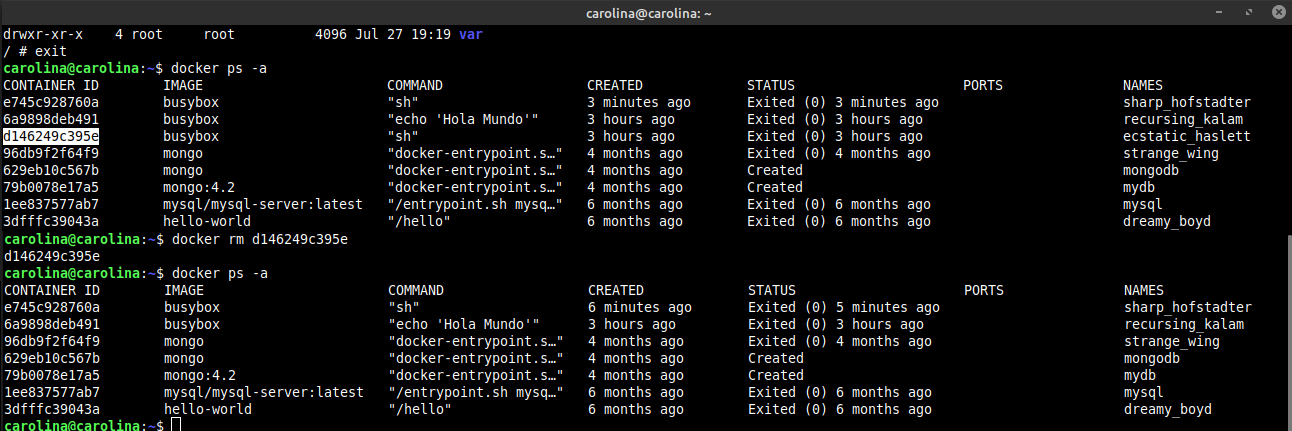 carolina@carolina: ~
drwxr-xr-x    4 root     root          4096 Jul 27 19:19 var
/ # exit
carolina@carolina:~$ docker ps -a
CONTAINER ID        IMAGE                       COMMAND                  CREATED             STATUS                     PORTS               NAMES
e745c928760a        busybox                     "sh"                     3 minutes ago       Exited (0) 3 minutes ago                       sharp_hofstadter
6a9898deb491        busybox                     "echo 'Hola Mundo'"      3 hours ago         Exited (0) 3 hours ago                         recursing_kalam
d146249c395e        busybox                     "sh"                     3 hours ago         Exited (0) 3 hours ago                         ecstatic_haslett
96db9f2f64f9        mongo                       "docker-entrypoint.s…"   4 months ago        Exited (0) 4 months ago                        strange_wing
629eb10c567b        mongo                       "docker-entrypoint.s…"   4 months ago        Created                                        mongodb
79b0078e17a5        mongo:4.2                   "docker-entrypoint.s…"   4 months ago        Created                                        mydb
1ee837577ab7        mysql/mysql-server:latest   "/entrypoint.sh mysq…"   6 months ago        Exited (0) 6 months ago                        mysql
3dfffc39043a        hello-world                 "/hello"                 6 months ago        Exited (0) 6 months ago                        dreamy_boyd
carolina@carolina:~$ docker rm d146249c395e
d146249c395e
carolina@carolina:~$ docker ps -a
CONTAINER ID        IMAGE                       COMMAND                  CREATED             STATUS                     PORTS               NAMES
e745c928760a        busybox                     "sh"                     6 minutes ago       Exited (0) 5 minutes ago                       sharp_hofstadter
6a9898deb491        busybox                     "echo 'Hola Mundo'"      3 hours ago         Exited (0) 3 hours ago                         recursing_kalam
96db9f2f64f9        mongo                       "docker-entrypoint.s…"   4 months ago        Exited (0) 4 months ago                        strange_wing
629eb10c567b        mongo                       "docker-entrypoint.s…"   4 months ago        Created                                        mongodb
79b0078e17a5        mongo:4.2                   "docker-entrypoint.s…"   4 months ago        Created                                        mydb
1ee837577ab7        mysql/mysql-server:latest   "/entrypoint.sh mysq…"   6 months ago        Exited (0) 6 months ago                        mysql
3dfffc39043a        hello-world                 "/hello"                 6 months ago        Exited (0) 6 months ago                        dreamy_boyd
carolina@carolina:~$